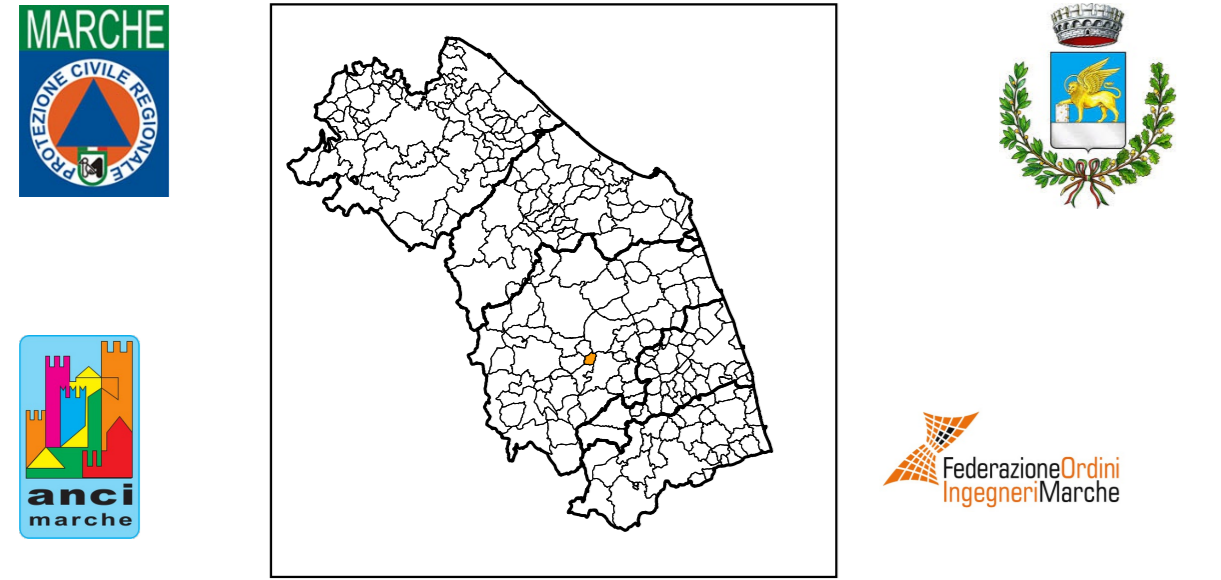 MARCHE
PROTEZIONE CIVILE REGIONALE
anci
marche
FederazioneOrdini
IngegneriMarche